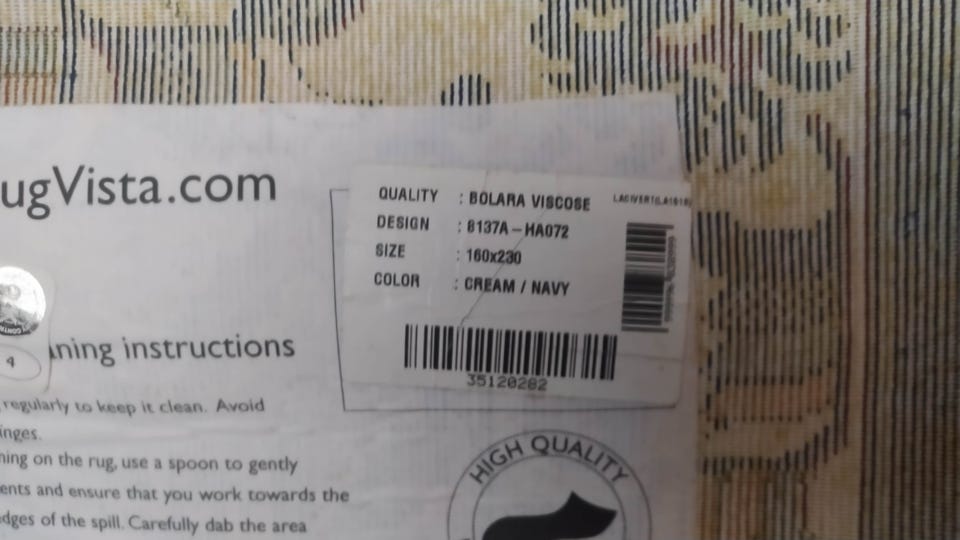 ugVista.com
QUALITY : BOLARA VISCOSE
DESIGN : 8137A-HA072
SIZE : 160x230
COLOR : CREAM / NAVY
35120282
4
ning instructions
regularly to keep it clean. Avoid
inges.
ning on the rug, use a spoon to gently
ents and ensure that you work towards the
dges of the spill. Carefully dab the area
HIGH QUALITY